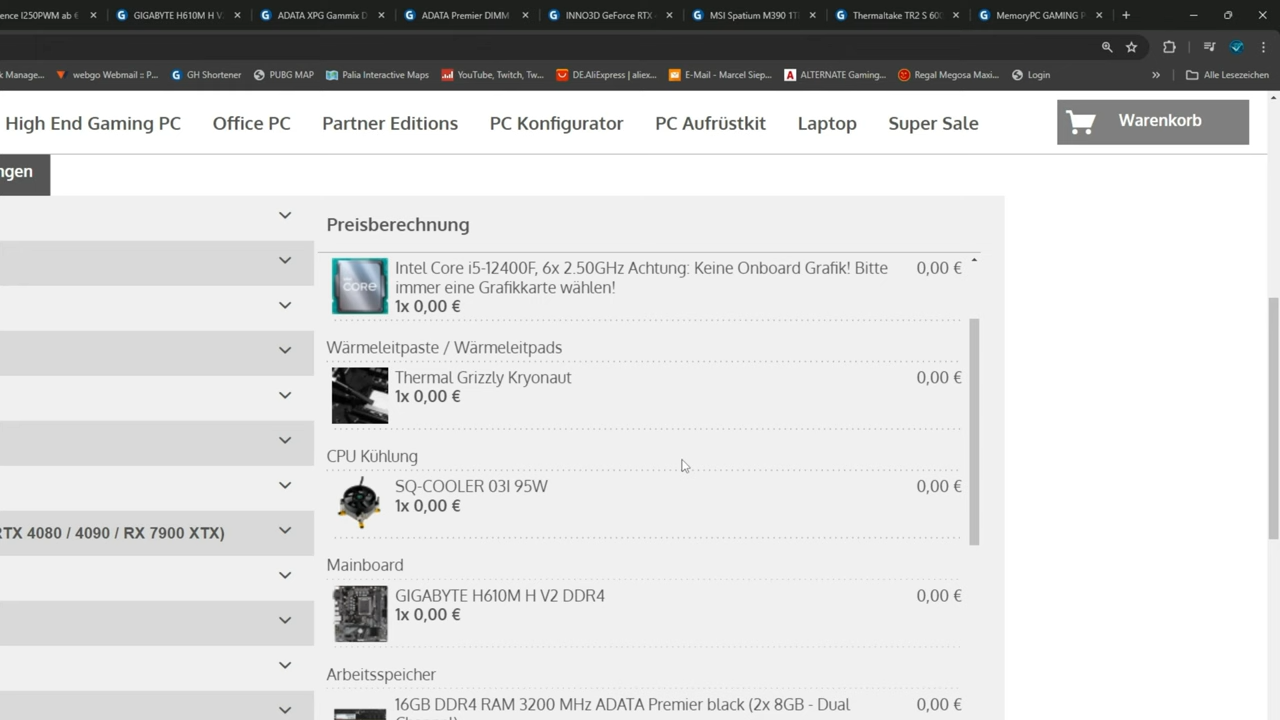 ence I250PWM ab €
GIGABYTE H610M H V
ADATA XPG Gammix D
ADATA Premier DIMM
INNO3D GeForce RTX
MSI Spatium M390 1T
Thermaltake TR2 S 600
MemoryPC GAMING P
k Manage...
webgo Webmail :: P...
GH Shortener
PUBG MAP
Palia Interactive Maps
YouTube, Twitch, Tw...
DE.AliExpress | aliex...
E-Mail - Marcel Siep...
ALTERNATE Gaming...
Regal Megosa Maxi...
Login
»
Alle Lesezeichen
High End Gaming PC
Office PC
Partner Editions
PC Konfigurator
PC Aufrüstkit
Laptop
Super Sale
Warenkorb
ngen
Preisberechnung
Intel Core i5-12400F, 6x 2.50GHz Achtung: Keine Onboard Grafik! Bitte 0,00 €
immer eine Grafikkarte wählen!
1x 0,00 €
Wärmeleitpaste / Wärmeleitpads
Thermal Grizzly Kryonaut 0,00 €
1x 0,00 €
CPU Kühlung
SQ-COOLER 03I 95W 0,00 €
1x 0,00 €
RTX 4080 / 4090 / RX 7900 XTX)
Mainboard
GIGABYTE H610M H V2 DDR4 0,00 €
1x 0,00 €
Arbeitsspeicher
16GB DDR4 RAM 3200 MHz ADATA Premier black (2x 8GB - Dual 0,00 €
Channel)